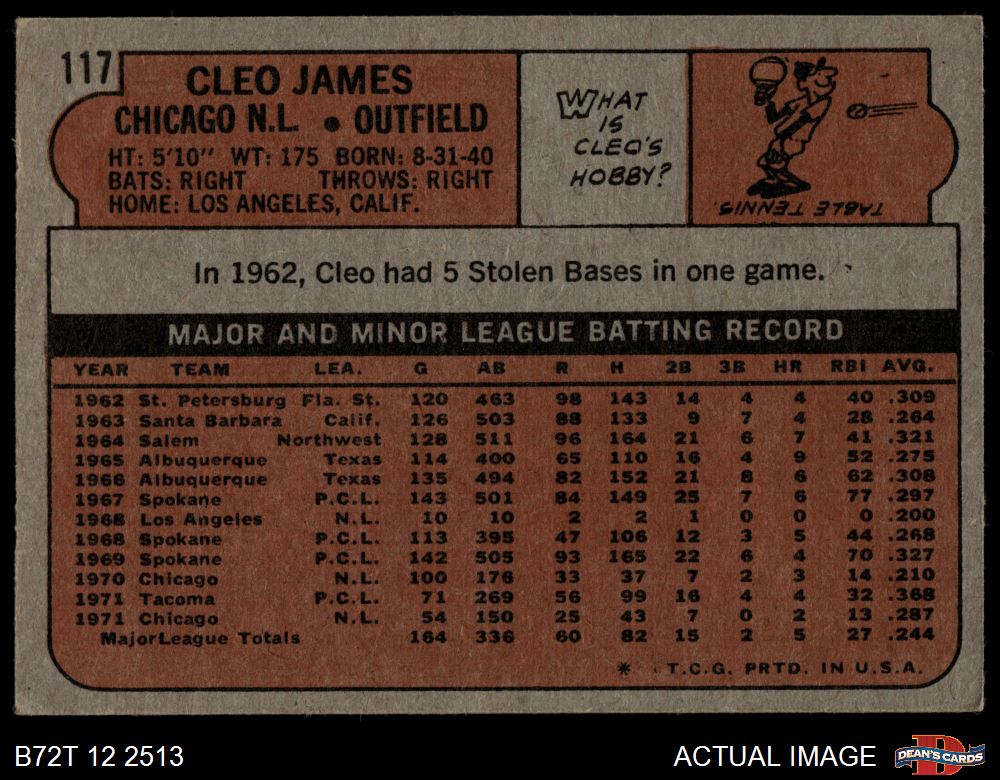 117
CLEO JAMES
CHICAGO N.L. • OUTFIELD
HT: 5'10" WT: 175 BORN: 8-31-40
BATS: RIGHT THROWS: RIGHT
HOME: LOS ANGELES, CALIF.
WHAT
IS
CLEO'S
HOBBY?
TABLE TENNIS.
In 1962, Cleo had 5 Stolen Bases in one game.
MAJOR AND MINOR LEAGUE BATTING RECORD
YEAR TEAM LEA. G AB R H 2B 3B HR RBI AVG.
1962 St. Petersburg Fla. St. 120 463 98 143 14 4 4 40 .309
1963 Santa Barbara Calif. 126 503 88 133 9 7 4 28 .264
1964 Salem Northwest 128 511 96 164 21 6 7 41 .321
1965 Albuquerque Texas 114 400 65 110 16 4 9 52 .275
1966 Albuquerque Texas 135 494 82 152 21 8 6 62 .308
1967 Spokane P.C.L. 143 501 84 149 25 7 6 77 .297
1968 Los Angeles N.L. 10 10 2 2 1 0 0 0 .200
1968 Spokane P.C.L. 113 395 47 106 12 3 5 44 .268
1969 Spokane P.C.L. 142 505 93 165 22 6 4 70 .327
1970 Chicago N.L. 100 176 33 37 7 2 3 14 .210
1971 Tacoma P.C.L. 71 269 56 99 16 4 4 32 .368
1971 Chicago N.L. 54 150 25 43 7 0 2 13 .287
Major League Totals 164 336 60 82 15 2 5 27 .244
* T.C.G. PRTD. IN U.S.A.
B72T 12 2513
ACTUAL IMAGE
DEAN'S CARDS